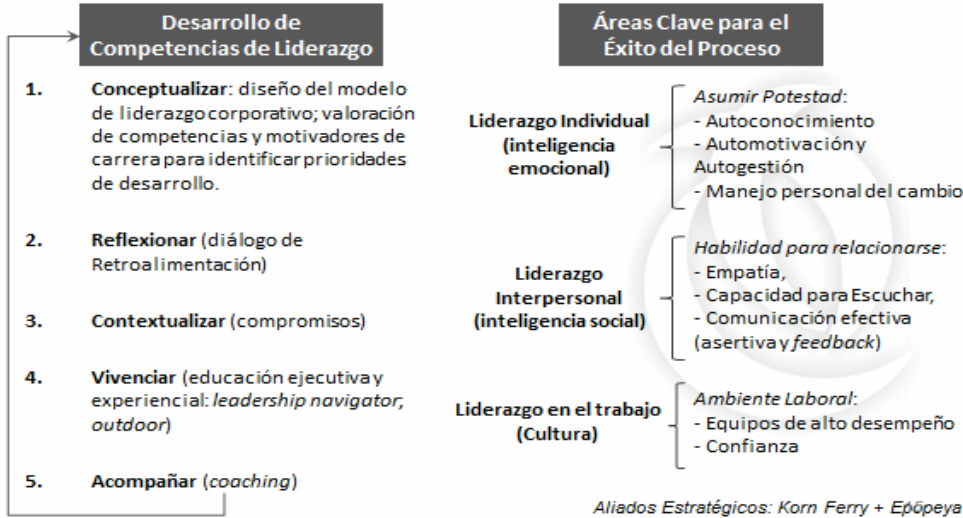 Desarrollo de
Competencias de Liderazgo
1. Conceptualizar: diseño del modelo
de liderazgo corporativo; valoración
de competencias y motivadores de
carrera para identificar prioridades
de desarrollo.
2. Reflexionar (diálogo de
Retroalimentación)
3. Contextualizar (compromisos)
4. Vivenciar (educación ejecutiva y
experiencial: leadership navigator;
outdoor)
5. Acompañar (coaching)
Áreas Clave para el
Éxito del Proceso
Liderazgo Individual
(inteligencia
emocional)
Asumir Potestad:
- Autoconocimiento
- Automotivación y
Autogestión
- Manejo personal del cambio
Liderazgo
Interpersonal
(inteligencia social)
Habilidad para relacionarse:
- Empatía,
- Capacidad para Escuchar,
- Comunicación efectiva
(asertiva y feedback)
Liderazgo en el trabajo
(Cultura)
Ambiente Laboral:
- Equipos de alto desempeño
- Confianza
Aliados Estratégicos: Korn Ferry + Epopeya